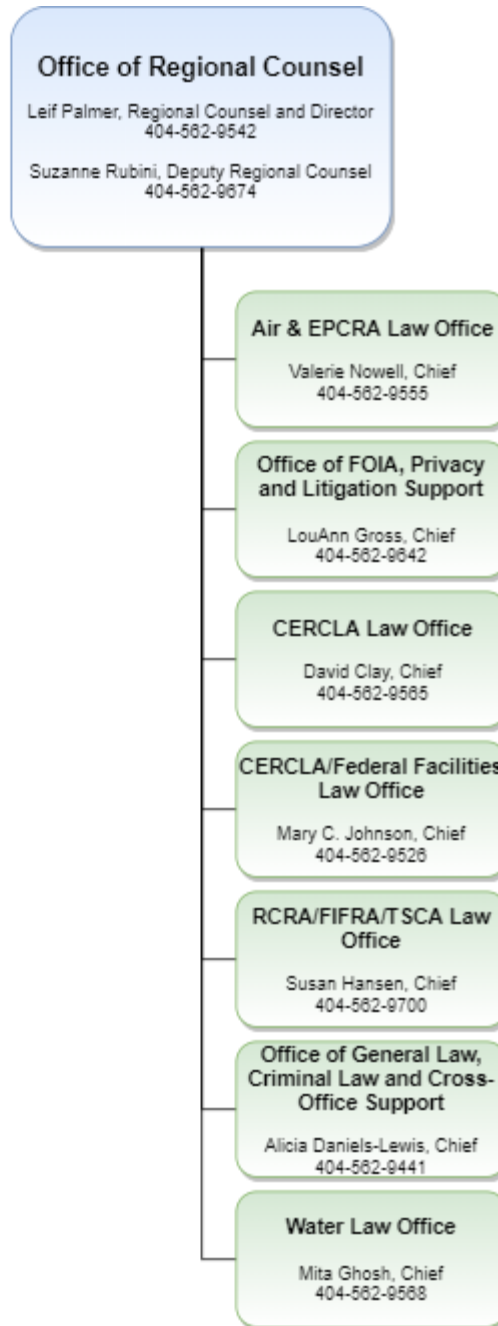 Office of Regional Counsel
Leif Palmer, Regional Counsel and Director
404-562-9542
Suzanne Rubini, Deputy Regional Counsel
404-562-9674
Air & EPCRA Law Office
Valerie Nowell, Chief
404-562-9555
Office of FOIA, Privacy
and Litigation Support
LouAnn Gross, Chief
404-562-9642
CERCLA Law Office
David Clay, Chief
404-562-9565
CERCLA/Federal Facilities
Law Office
Mary C. Johnson, Chief
404-562-9526
RCRA/FIFRA/TSCA Law
Office
Susan Hansen, Chief
404-562-9700
Office of General Law,
Criminal Law and Cross-
Office Support
Alicia Daniels-Lewis, Chief
404-562-9441
Water Law Office
Mita Ghosh, Chief
404-562-9568